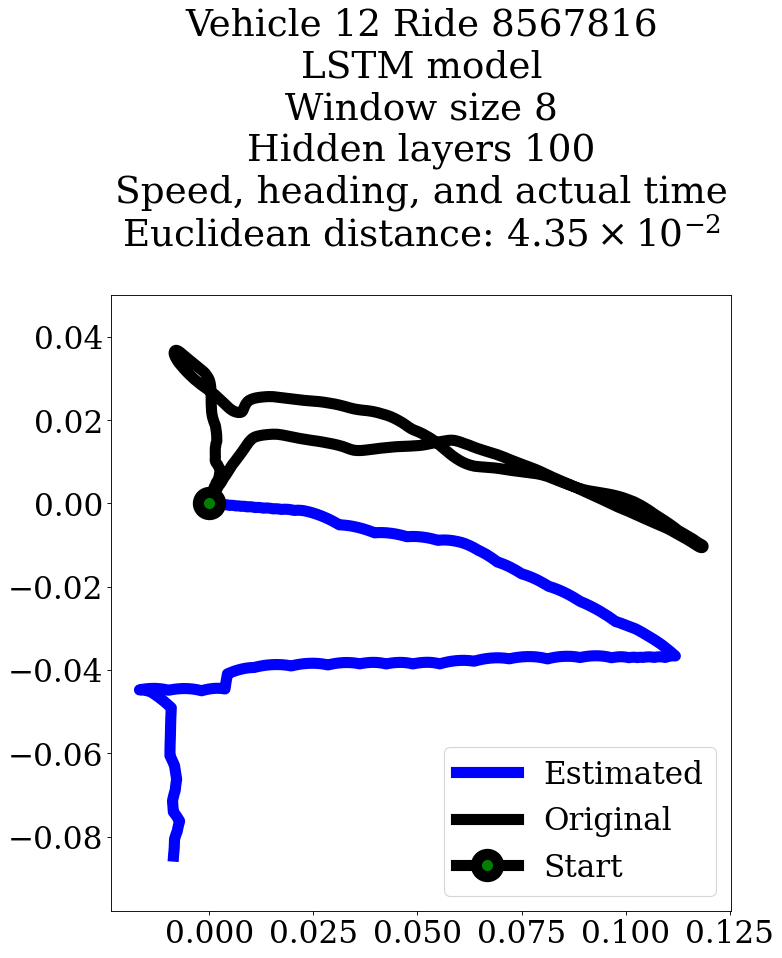 Vehicle 12 Ride 8567816
LSTM model
Window size 8
Hidden layers 100
Speed, heading, and actual time
Euclidean distance: 4.35 × 10⁻²
0.04
0.02
0.00
−0.02
−0.04
−0.06
−0.08
Estimated
Original
Start
0.000 0.025 0.050 0.075 0.100 0.125